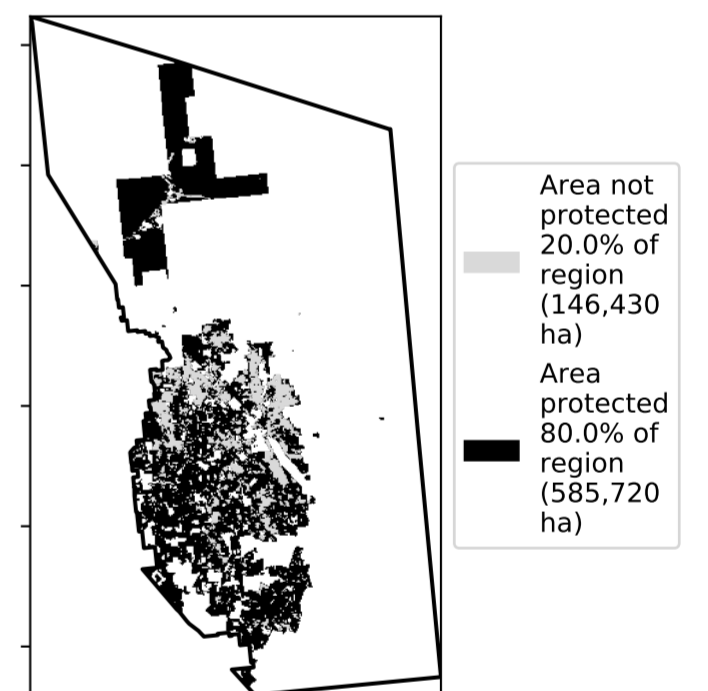 Area not
protected
20.0% of
region
(146,430
ha)
Area
protected
80.0% of
region
(585,720
ha)